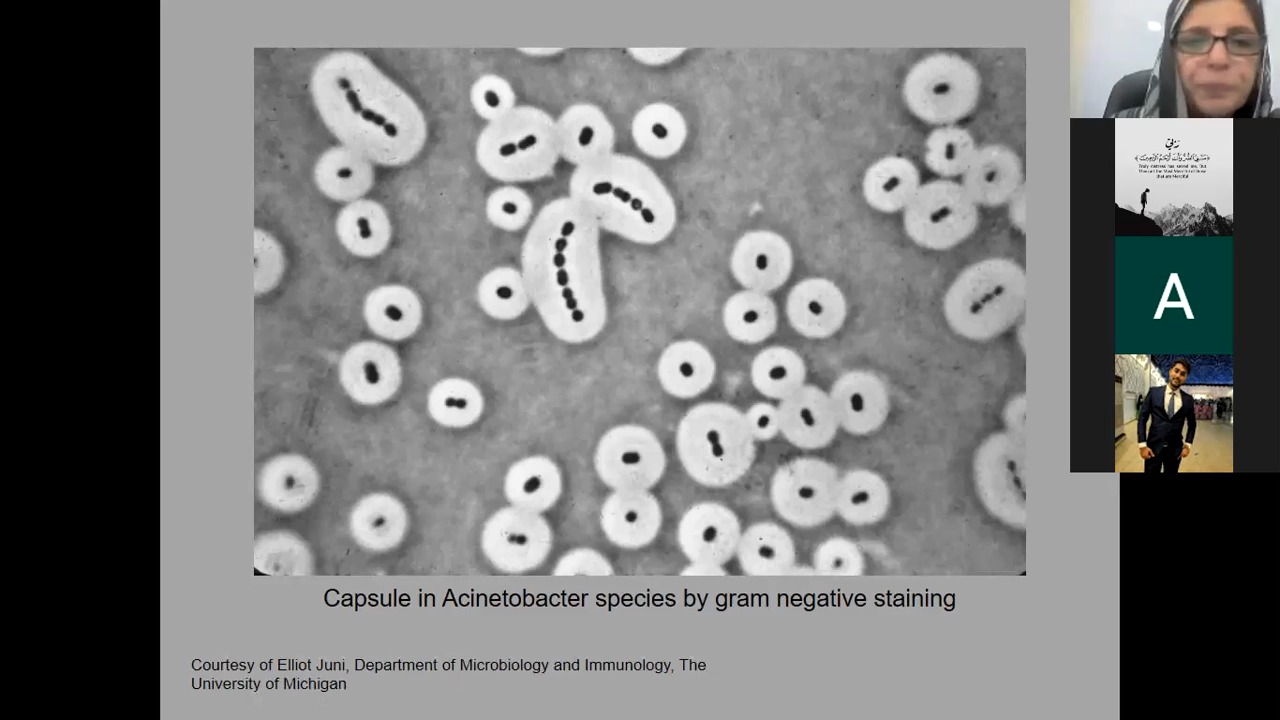 Capsule in Acinetobacter species by gram negative staining
Courtesy of Elliot Juni, Department of Microbiology and Immunology, The
University of Michigan
A